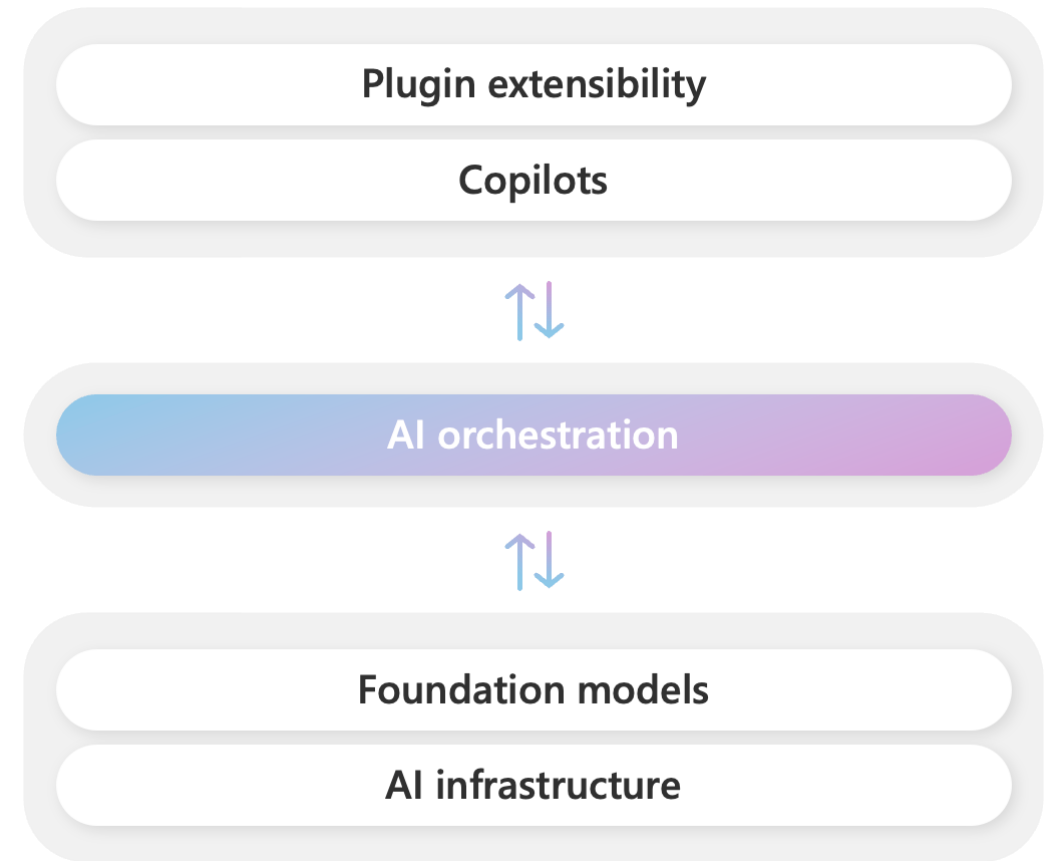 Plugin extensibility
Copilots
AI orchestration
Foundation models
AI infrastructure